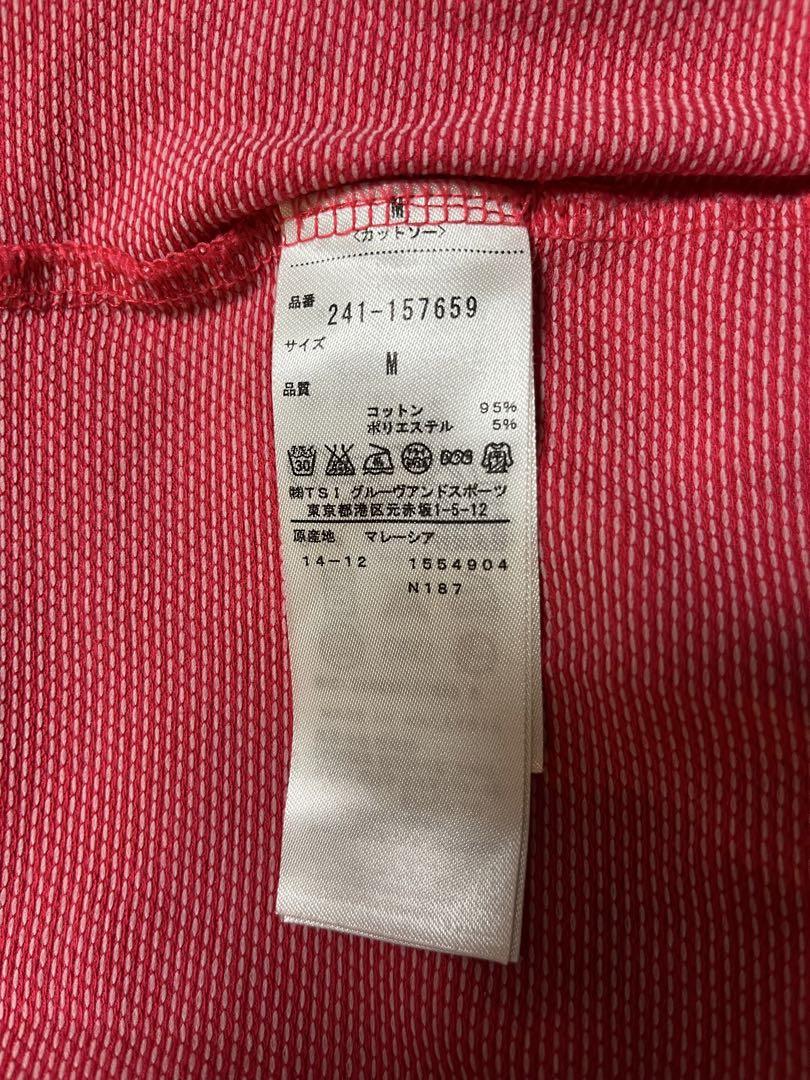 M
〈カットソー〉
品番 241-157659
サイズ
M
品質
コットン 95%
ポリエステル 5%
30
㈱TSI グルーヴアンドスポーツ
東京都港区元赤坂1-5-12
原産地 マレーシア
14-12 1554904
N187